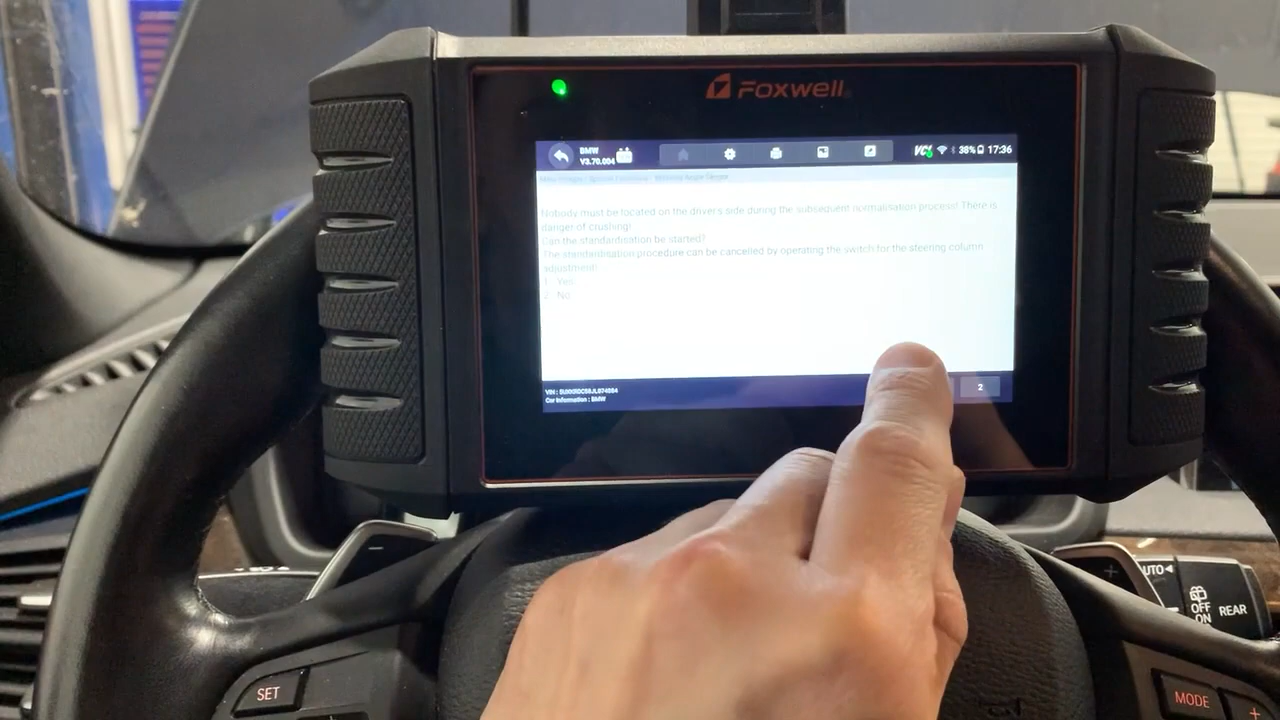 FOXWELL
BMW
V3.70.004
VCI 38% 17:36
Nobody must be located on the driver's side during the subsequent normalisation process! There is
danger of crushing!
Can the standardisation be started?
The standardisation procedure can be cancelled by operating the switch for the steering column
adjustment!
1. Yes
2. No
2
VIN :
Car Information : BMW
−
+
AUTO◄
OFF
ON
REAR
SET
MODE
+